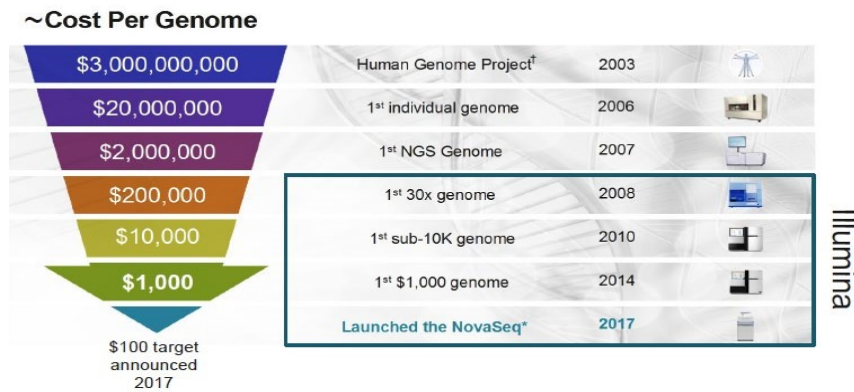 ~Cost Per Genome
$3,000,000,000 Human Genome Project† 2003
$20,000,000 1st individual genome 2006
$2,000,000 1st NGS Genome 2007
$200,000 1st 30x genome 2008
$10,000 1st sub-10K genome 2010
$1,000 1st $1,000 genome 2014
Launched the NovaSeq* 2017
$100 target
announced
2017
Illumina